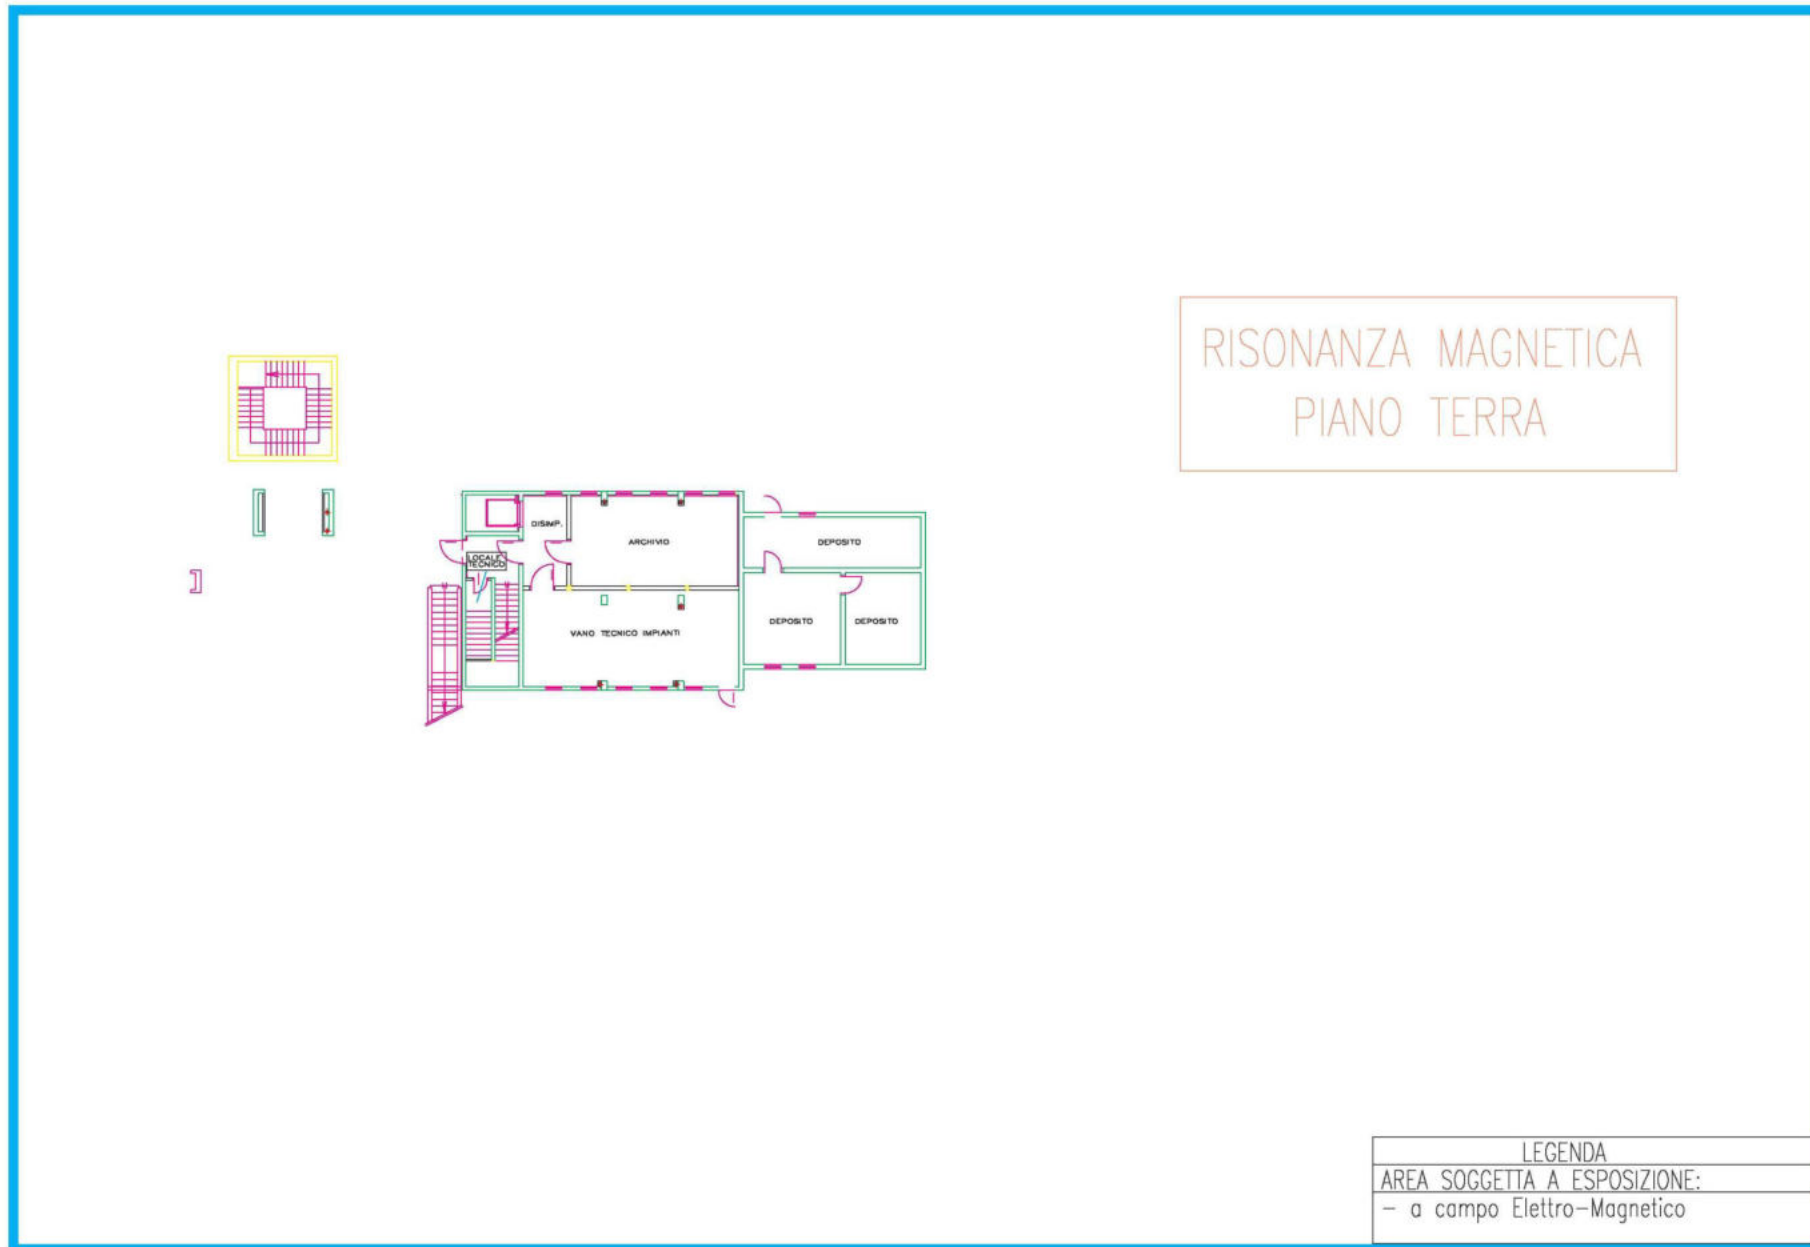 RISONANZA MAGNETICA
PIANO TERRA
DISIMP.
ARCHIVIO
DEPOSITO
LOCALE
TECNICO
DEPOSITO
DEPOSITO
VANO TECNICO IMPIANTI
LEGENDA
AREA SOGGETTA A ESPOSIZIONE:
- a campo Elettro-Magnetico